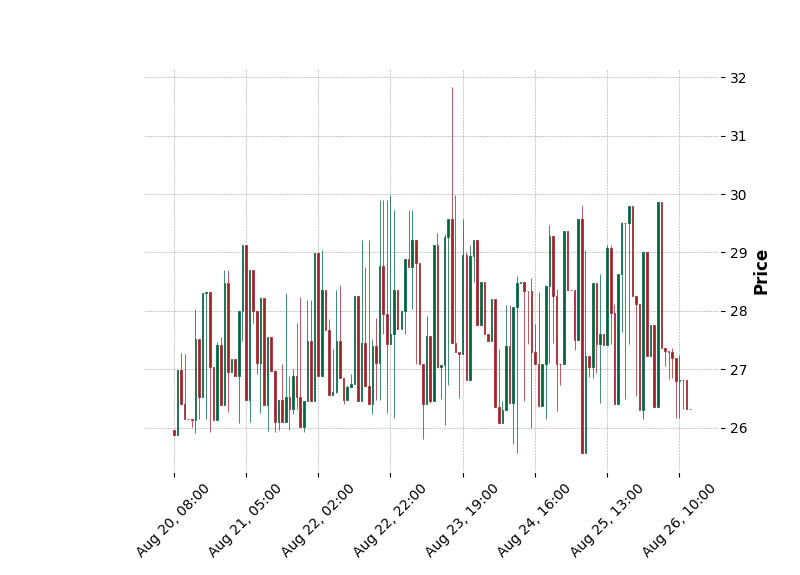 32
31
30
29
28
27
26
Price
Aug 20, 08:00
Aug 21, 05:00
Aug 22, 02:00
Aug 22, 22:00
Aug 23, 19:00
Aug 24, 16:00
Aug 25, 13:00
Aug 26, 10:00